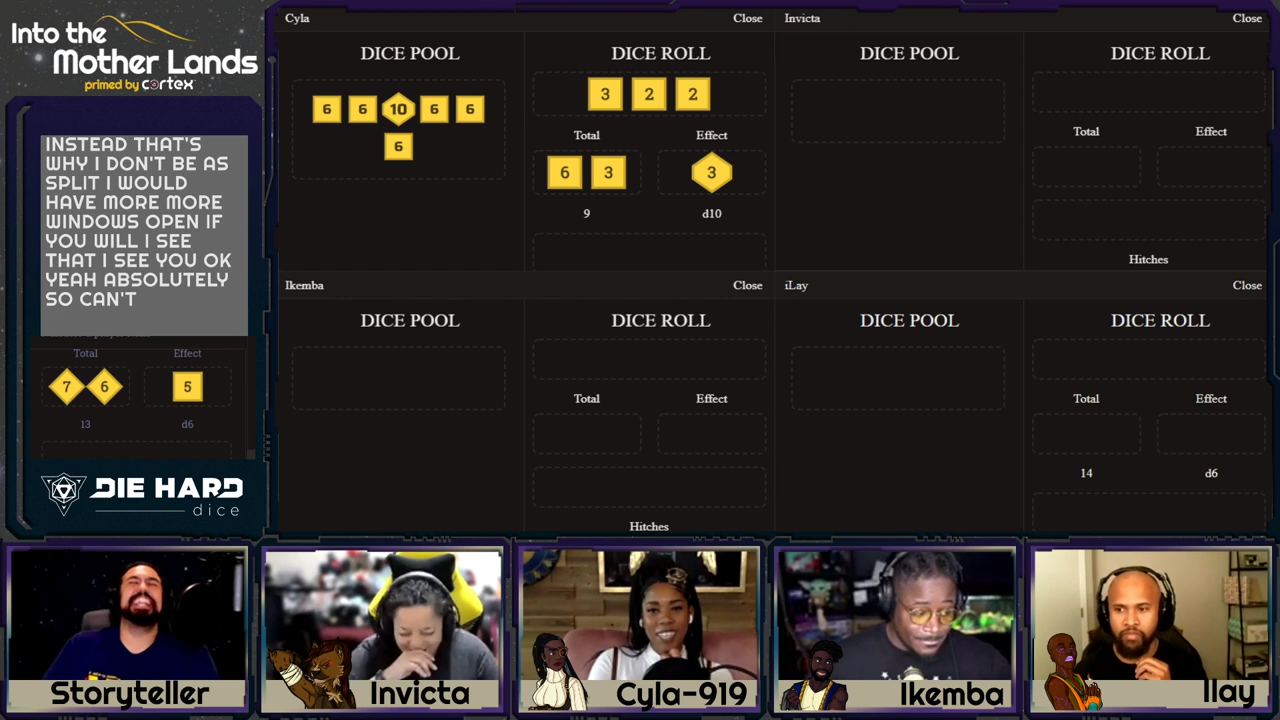 Into the
Mother Lands
primed by cortex
INSTEAD THAT'S
WHY I DON'T BE AS
SPLIT I WOULD
HAVE MORE MORE
WINDOWS OPEN IF
YOU WILL I SEE
THAT I SEE YOU OK
YEAH ABSOLUTELY
SO CAN'T
Total Effect
7 6 5
13 d6
DIE HARD
dice
Cyla Close
DICE POOL DICE ROLL
6 6 10 6 6
6
3 2 2
Total Effect
6 3 3
9 d10
Invicta Close
DICE POOL DICE ROLL
Total Effect
Hitches
Ikemba Close
DICE POOL DICE ROLL
Total Effect
Hitches
iLay Close
DICE POOL DICE ROLL
Total Effect
14 d6
Storyteller
Invicta
Cyla-919
Ikemba
Ilay